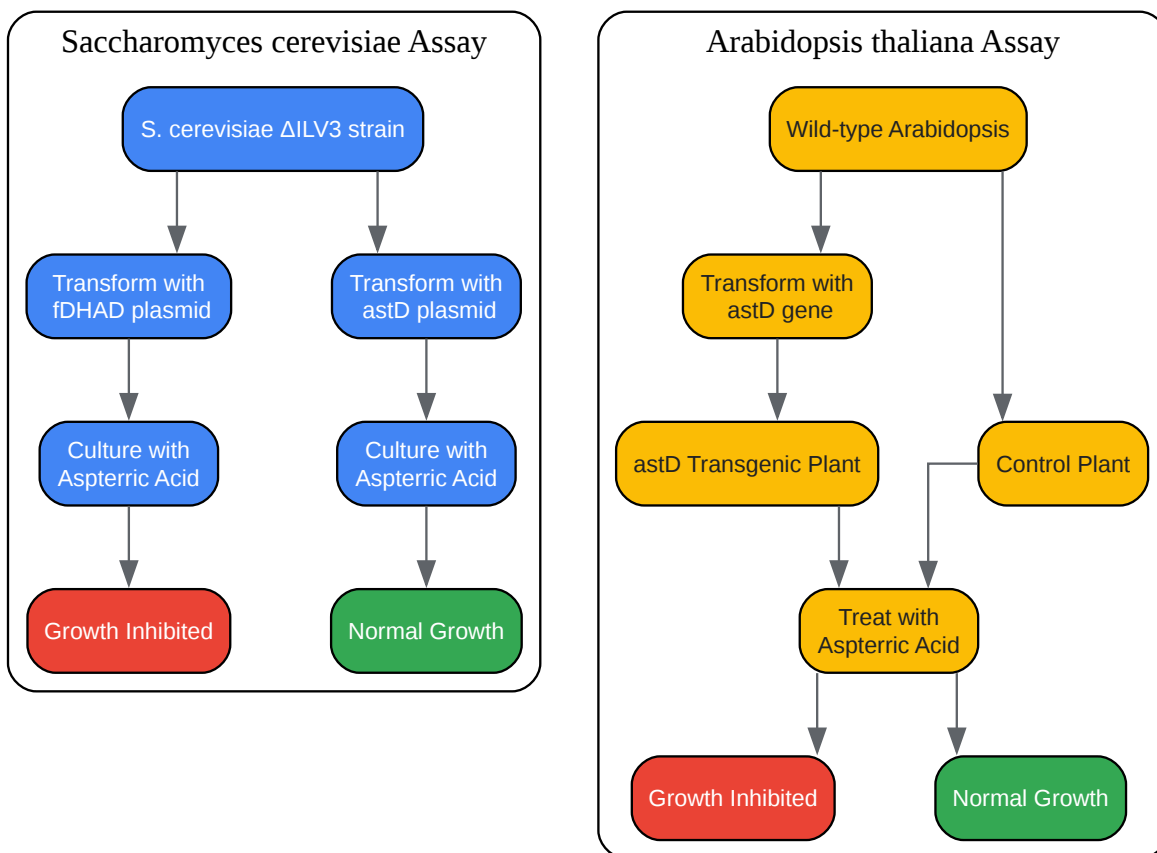 Saccharomyces cerevisiae Assay
S. cerevisiae ΔILV3 strain
Transform with
fDHAD plasmid
Transform with
astD plasmid
Culture with
Aspterric Acid
Culture with
Aspterric Acid
Growth Inhibited
Normal Growth
Arabidopsis thaliana Assay
Wild-type Arabidopsis
Transform with
astD gene
astD Transgenic Plant
Control Plant
Treat with
Aspterric Acid
Growth Inhibited
Normal Growth